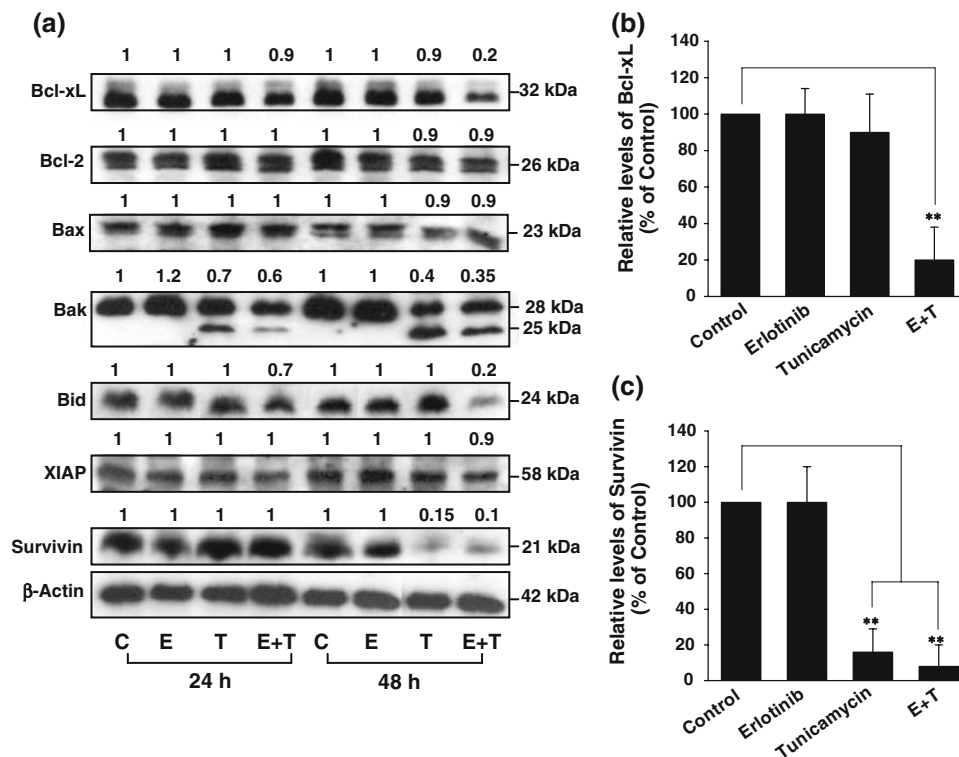 (a)
1 1 1 0.9 1 1 0.9 0.2
Bcl-xL 32 kDa
1 1 1 1 1 1 0.9 0.9
Bcl-2 26 kDa
1 1 1 1 1 1 0.9 0.9
Bax 23 kDa
1 1.2 0.7 0.6 1 1 0.4 0.35
Bak 28 kDa
25 kDa
1 1 1 0.7 1 1 1 0.2
Bid 24 kDa
1 1 1 1 1 1 1 0.9
XIAP 58 kDa
1 1 1 1 1 1 0.15 0.1
Survivin 21 kDa
β-Actin 42 kDa
C E T E+T C E T E+T
24 h 48 h
(b)
Relative levels of Bcl-xL
(% of Control)
140
120
100
80
60
40
20
0
**
Control Erlotinib Tunicamycin E+T
(c)
Relative levels of Survivin
(% of Control)
140
120
100
80
60
40
20
0
** **
Control Erlotinib Tunicamycin E+T